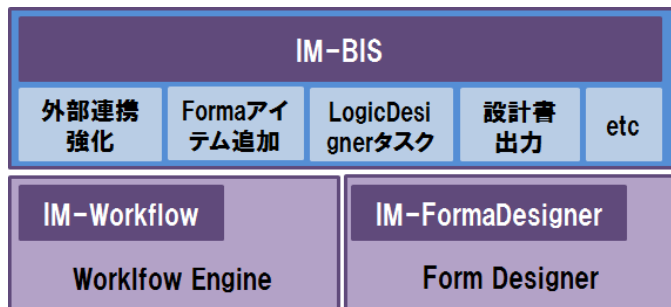 IM-BIS
外部連携
強化
Formaアイ
テム追加
LogicDesi
gnerタスク
設計書
出力
etc
IM-Workflow
Worklfow Engine
IM-FormaDesigner
Form Designer